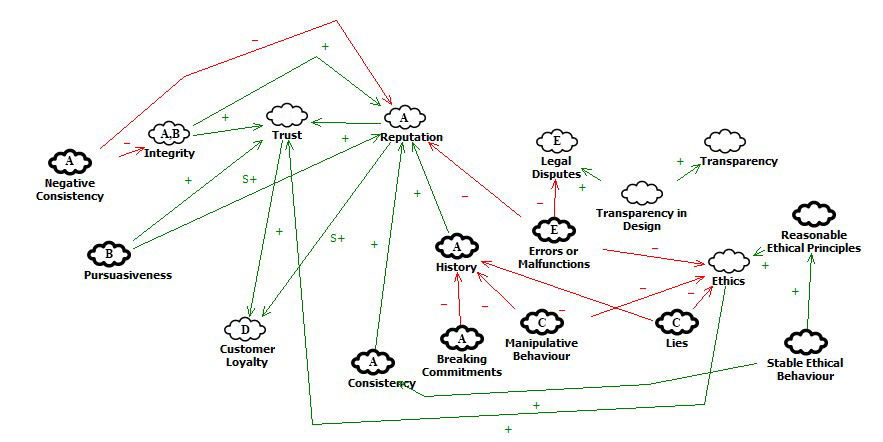 −
+
A
Reputation
Trust
A,B
Integrity
+
−
A
Negative
Consistency
+
+
S+
E
Legal
Disputes
+
Transparency
+
Transparency in
Design
−
−
+
B
Pursuasiveness
+
S+
+
A
History
E
Errors or
Malfunctions
−
Ethics
+
Reasonable
Ethical Principles
+
−
−
−
−
−
D
Customer
Loyalty
A
Consistency
A
Breaking
Commitments
C
Manipulative
Behaviour
C
Lies
Stable Ethical
Behaviour
+
+